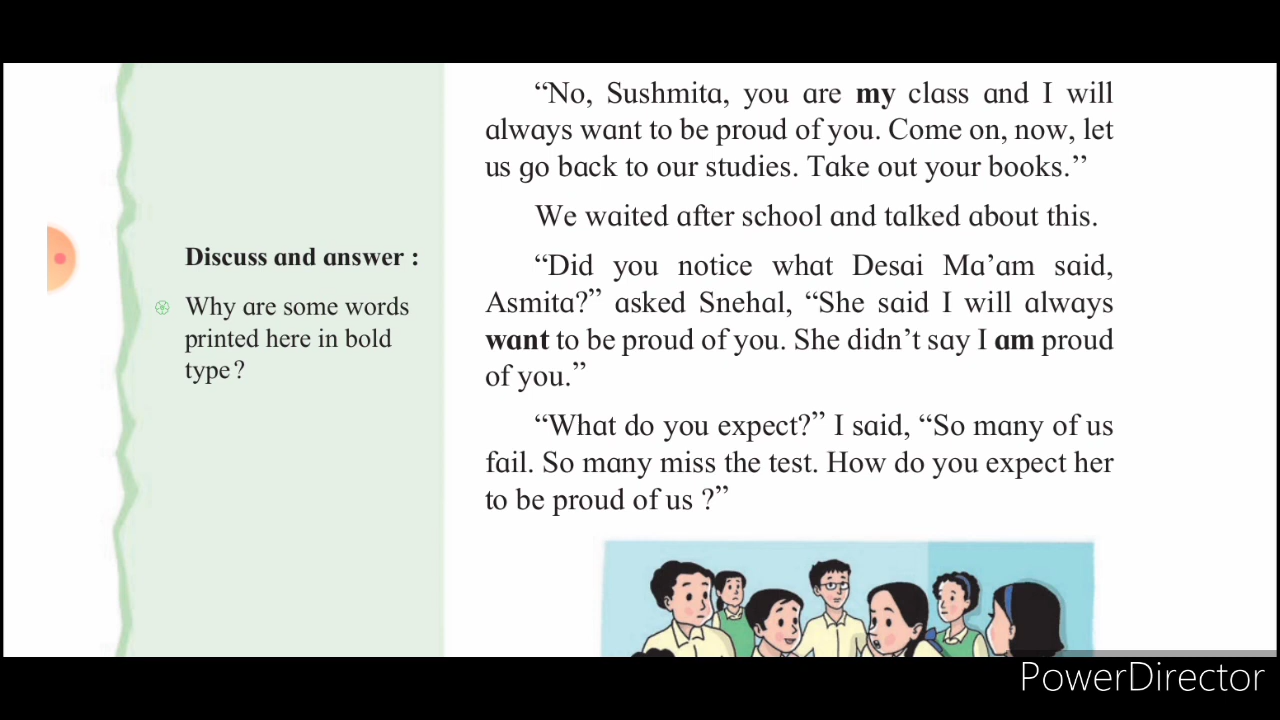 “No, Sushmita, you are my class and I will
always want to be proud of you. Come on, now, let
us go back to our studies. Take out your books.”
We waited after school and talked about this.
Discuss and answer :
Why are some words
printed here in bold
type?
“Did you notice what Desai Ma’am said,
Asmita?” asked Snehal, “She said I will always
want to be proud of you. She didn’t say I am proud
of you.”
“What do you expect?” I said, “So many of us
fail. So many miss the test. How do you expect her
to be proud of us ?”
PowerDirector